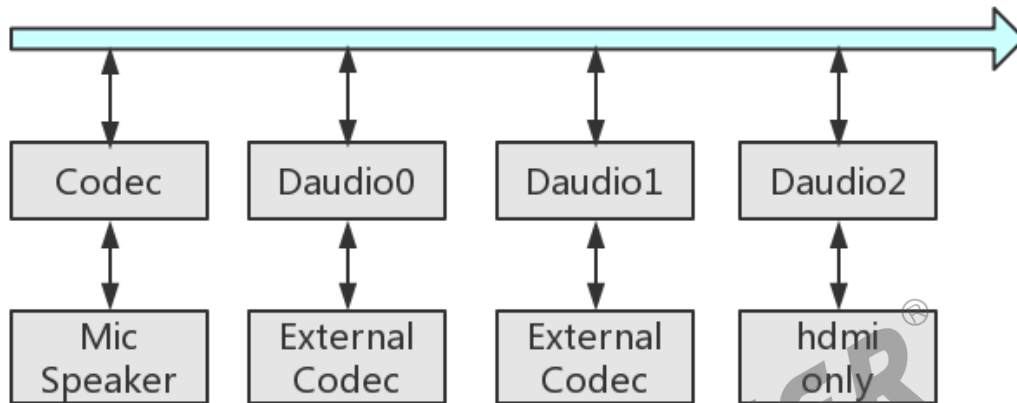 Codec
Daudio0
Daudio1
Daudio2
Mic
Speaker
External
Codec
External
Codec
hdmi
only
®